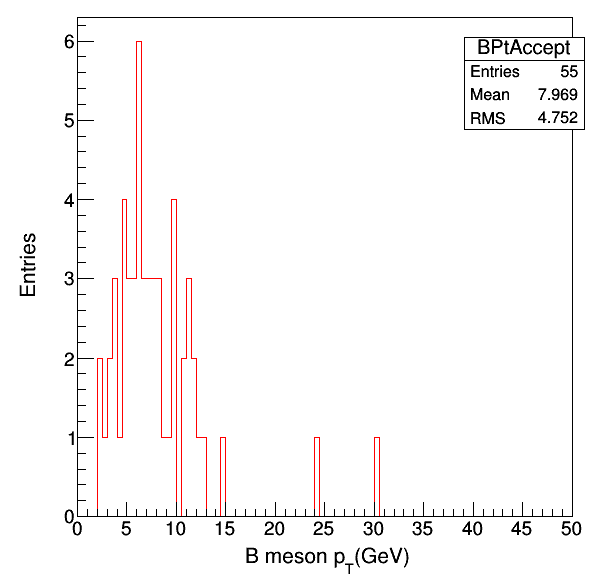 BPtAccept
Entries 55
Mean 7.969
RMS 4.752
6
5
4
3
2
1
0
Entries
0 5 10 15 20 25 30 35 40 45 50
B meson p_T(GeV)